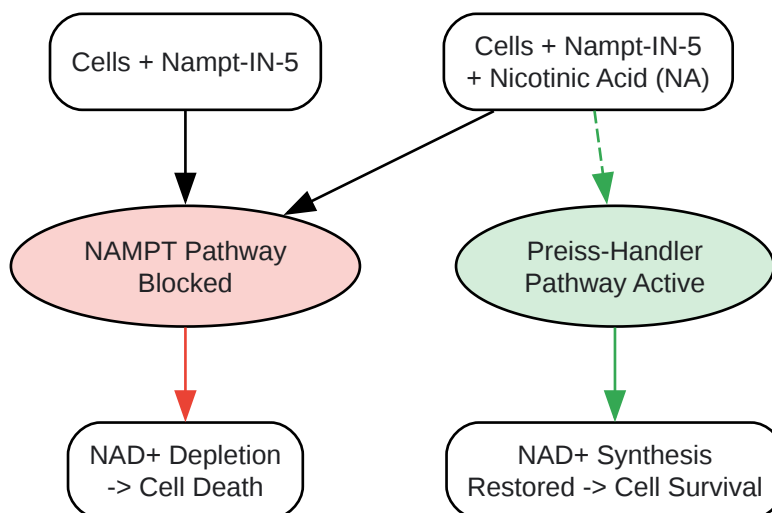 Cells + Nampt-IN-5
Cells + Nampt-IN-5
+ Nicotinic Acid (NA)
NAMPT Pathway
Blocked
Preiss-Handler
Pathway Active
NAD+ Depletion
-> Cell Death
NAD+ Synthesis
Restored -> Cell Survival